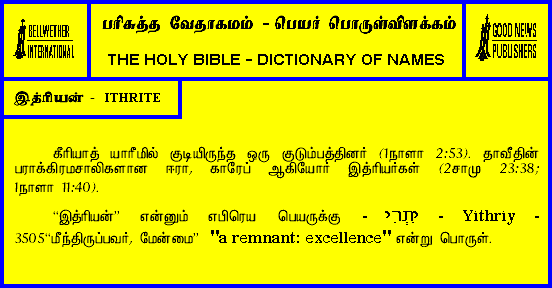 BELLWETHER
INTERNATIONAL
பரிசுத்த வேதாகமம் - பெயர் பொருள்விளக்கம்
THE HOLY BIBLE - DICTIONARY OF NAMES
GOOD NEWS
PUBLISHERS
இத்ரியன் - ITHRITE
கீரியாத் யாரீமில் குடியிருந்த ஒரு குடும்பத்தினர் (1நாளா 2:53). தாவீதின்
பராக்கிரமசாலிகளான ஈரா, காரேப் ஆகியோர் இத்ரியர்கள் (2சாமு 23:38;
1நாளா 11:40).
“இத்ரியன்” என்னும் எபிரெய பெயருக்கு - יִתְרִי - Yithriy -
3505“மீந்திருப்பவர், மேன்மை” "a remnant: excellence" என்று பொருள்.